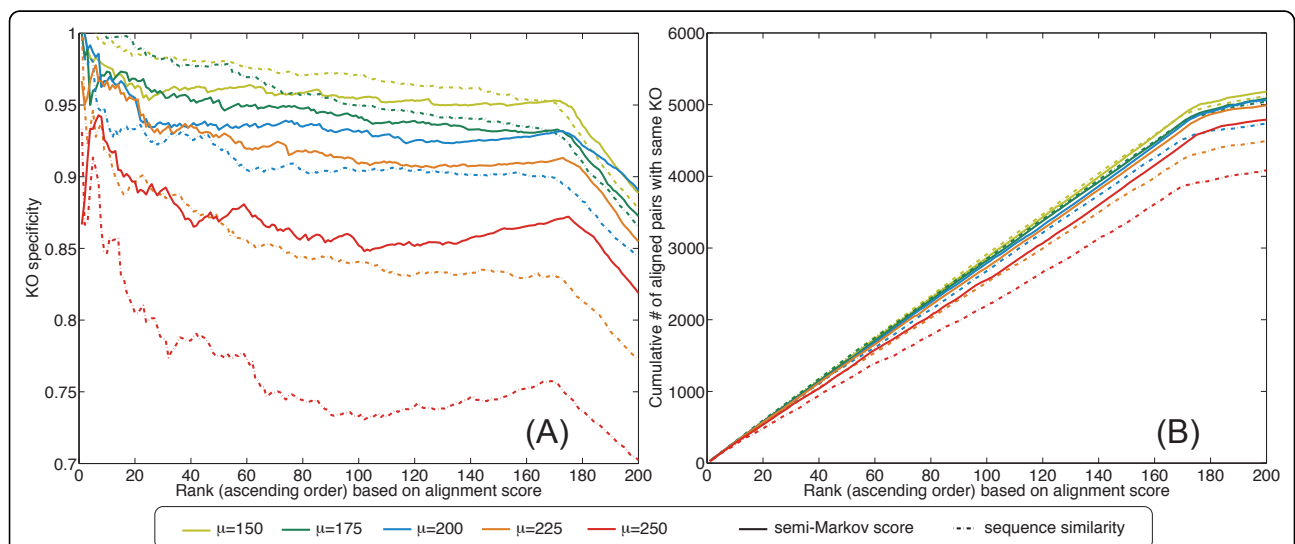 1
0.95
0.9
0.85
0.8
0.75
0.7
KO specificity
0 20 40 60 80 100 120 140 160 180 200
Rank (ascending order) based on alignment score
(A)
6000
5000
4000
3000
2000
1000
0
Cumulative # of aligned pairs with same KO
0 20 40 60 80 100 120 140 160 180 200
Rank (ascending order) based on alignment score
(B)
μ=150 μ=175 μ=200 μ=225 μ=250 semi-Markov score sequence similarity